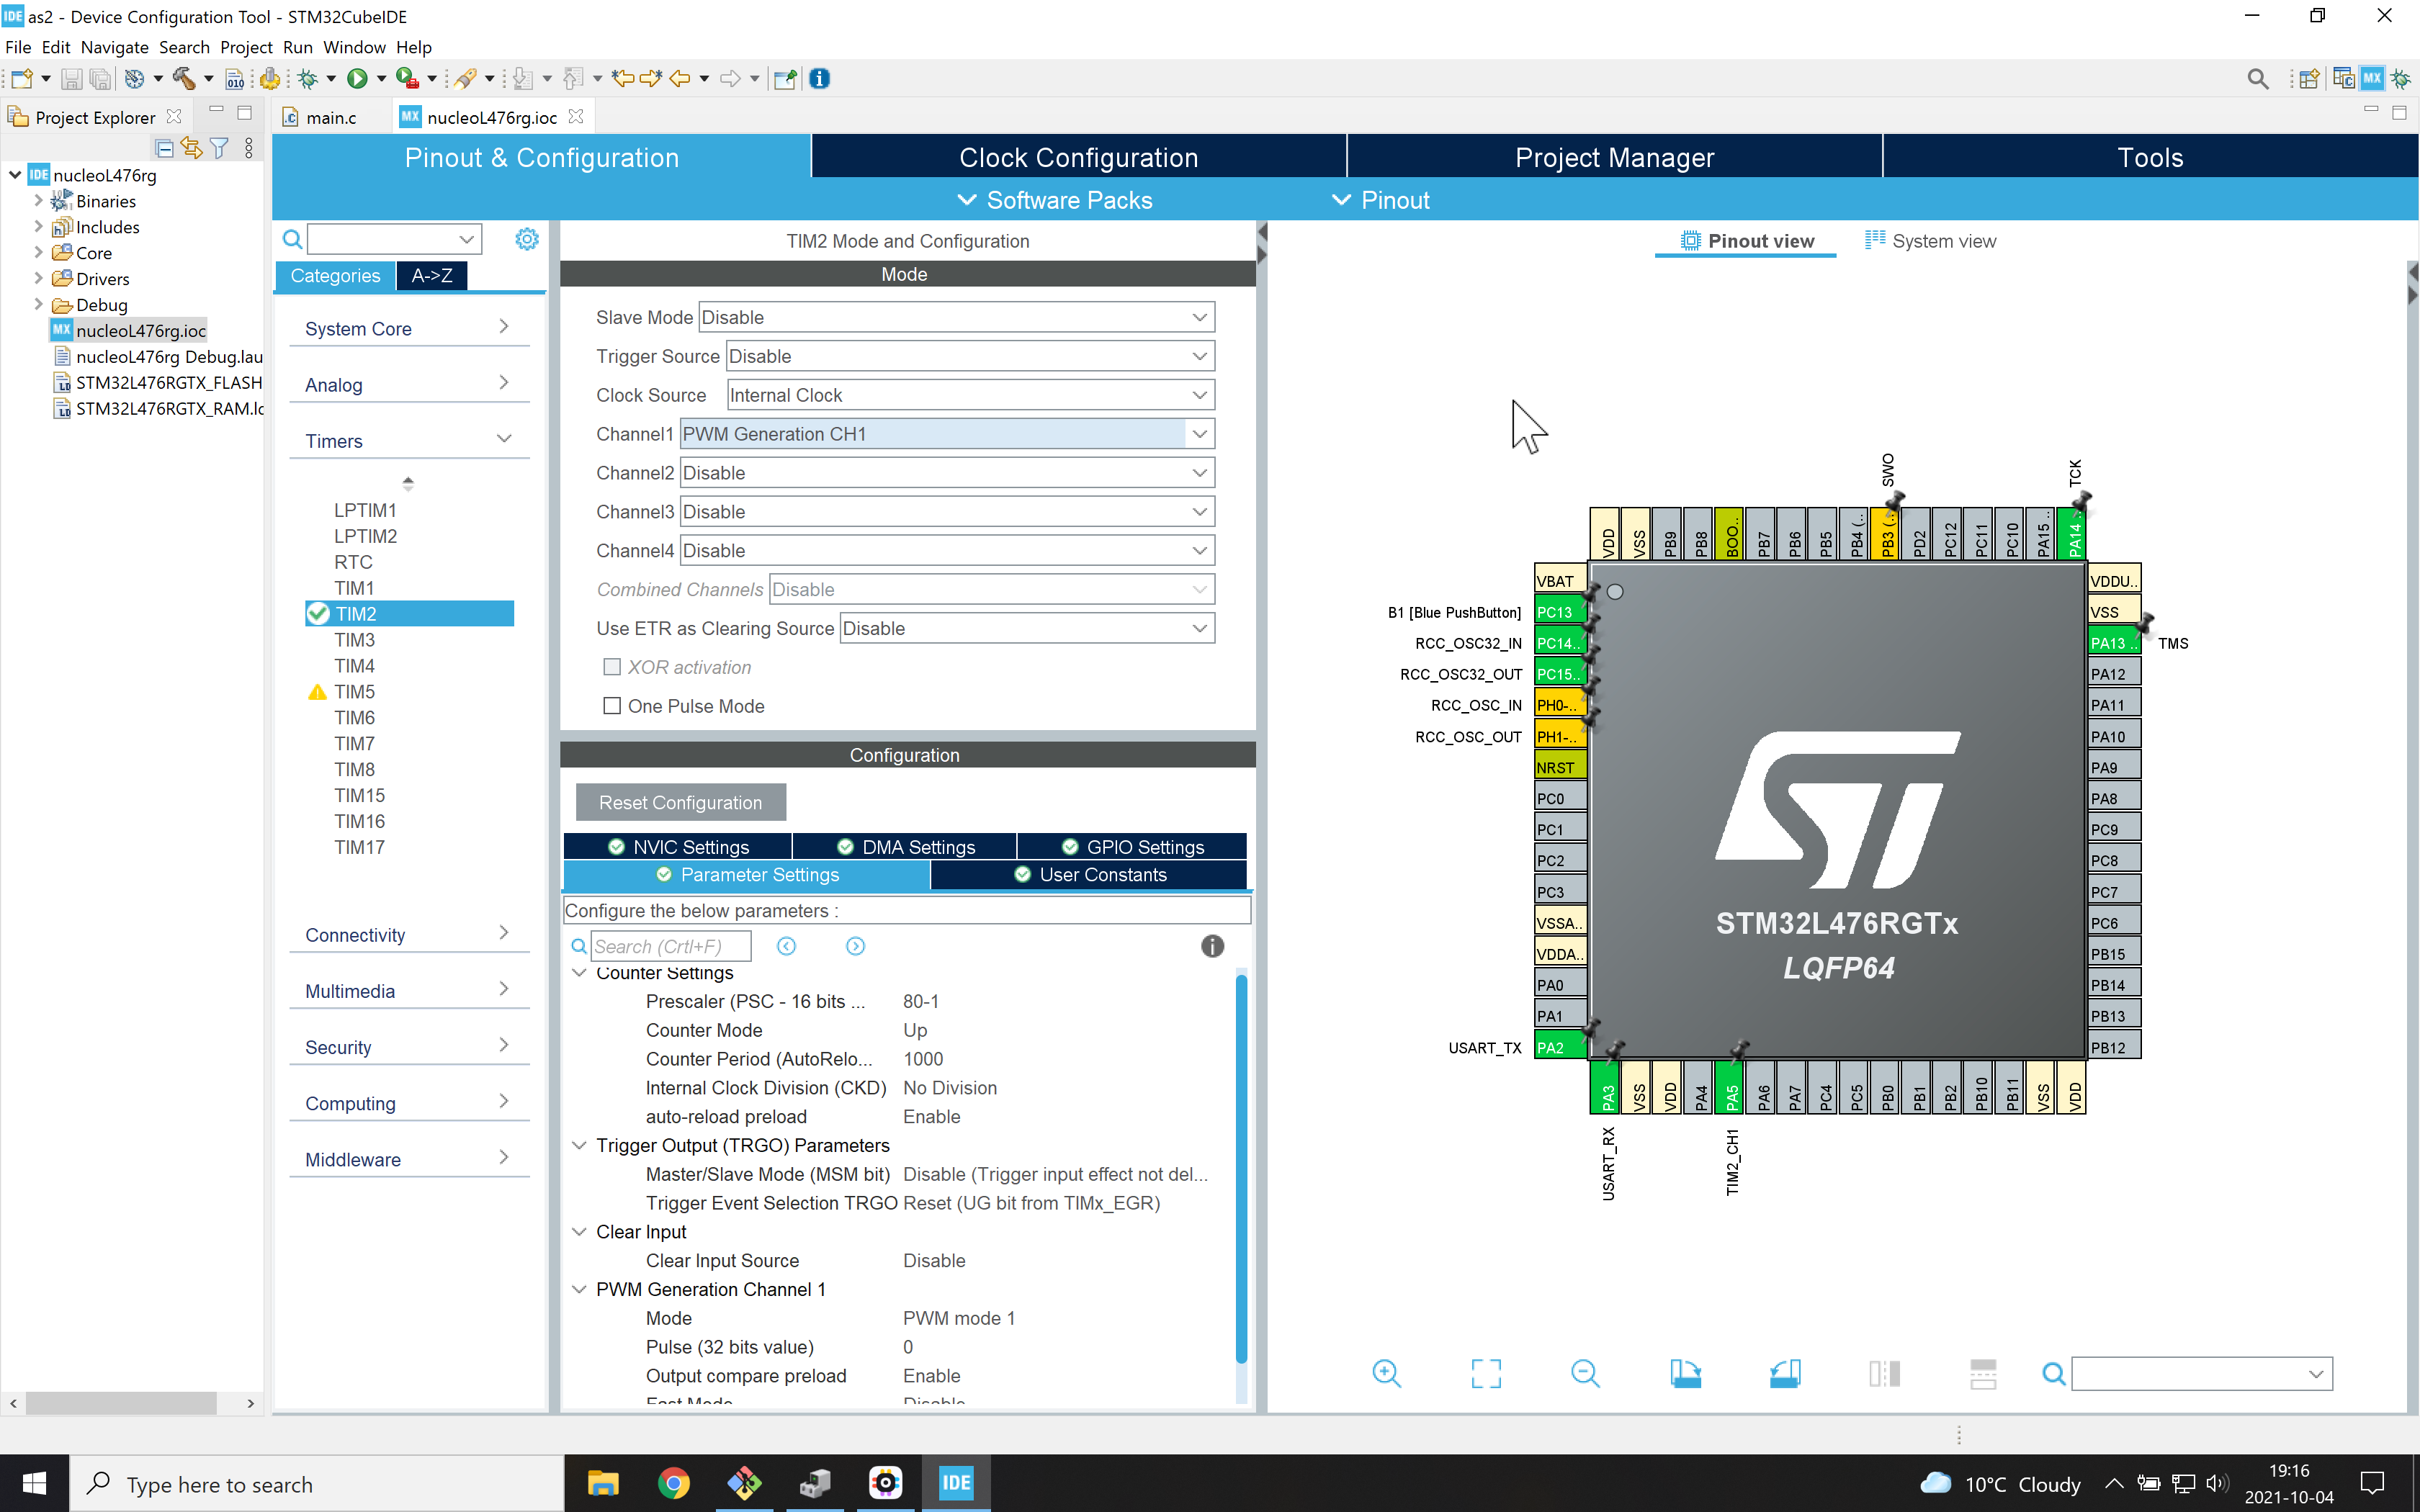 IDE as2 - Device Configuration Tool - STM32CubeIDE
File Edit Navigate Search Project Run Window Help
010
MX
Project Explorer
main.c
MX nucleoL476rg.ioc
IDE nucleoL476rg
Binaries
Includes
Core
Drivers
Debug
MX nucleoL476rg.ioc
nucleoL476rg Debug.lau
STM32L476RGTX_FLASH
STM32L476RGTX_RAM.lc
Pinout & Configuration
Clock Configuration
Project Manager
Tools
Software Packs
Pinout
Categories
A->Z
System Core
Analog
Timers
LPTIM1
LPTIM2
RTC
TIM1
TIM2
TIM3
TIM4
TIM5
TIM6
TIM7
TIM8
TIM15
TIM16
TIM17
Connectivity
Multimedia
Security
Computing
Middleware
TIM2 Mode and Configuration
Mode
Slave Mode Disable
Trigger Source Disable
Clock Source Internal Clock
Channel1 PWM Generation CH1
Channel2 Disable
Channel3 Disable
Channel4 Disable
Combined Channels Disable
Use ETR as Clearing Source Disable
XOR activation
One Pulse Mode
Configuration
Reset Configuration
NVIC Settings
DMA Settings
GPIO Settings
Parameter Settings
User Constants
Configure the below parameters :
Search (Crtl+F)
Counter Settings
Prescaler (PSC - 16 bits ... 80-1
Counter Mode Up
Counter Period (AutoRelo... 1000
Internal Clock Division (CKD) No Division
auto-reload preload Enable
Trigger Output (TRGO) Parameters
Master/Slave Mode (MSM bit) Disable (Trigger input effect not del...
Trigger Event Selection TRGO Reset (UG bit from TIMx_EGR)
Clear Input
Clear Input Source Disable
PWM Generation Channel 1
Mode PWM mode 1
Pulse (32 bits value) 0
Output compare preload Enable
Fast Mode Disable
Pinout view
System view
SWO
TCK
VDD
VSS
PB9
PB8
BOO..
PB7
PB6
PB5
PB4 (..
PB3 (..
PD2
PC12
PC11
PC10
PA15 ..
PA14 ..
VBAT
B1 [Blue PushButton] PC13
RCC_OSC32_IN PC14..
RCC_OSC32_OUT PC15..
RCC_OSC_IN PH0-..
RCC_OSC_OUT PH1-..
NRST
PC0
PC1
PC2
PC3
VSSA..
VDDA..
PA0
PA1
USART_TX PA2
VDDU..
VSS
PA13 .. TMS
PA12
PA11
PA10
PA9
PA8
PC9
PC8
PC7
PC6
PB15
PB14
PB13
PB12
ST
STM32L476RGTx
LQFP64
PA3
VSS
VDD
PA4
PA5
PA6
PA7
PC4
PC5
PB0
PB1
PB2
PB10
PB11
VSS
VDD
USART_RX
TIM2_CH1
Type here to search
IDE
10°C Cloudy
19:16
2021-10-04